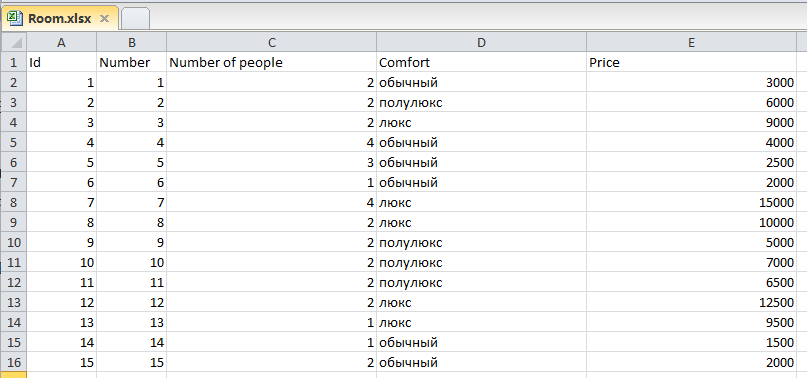 Room.xlsx
A B C D E
1 Id Number Number of people Comfort Price
2 1 1 2 обычный 3000
3 2 2 2 полулюкс 6000
4 3 3 2 люкс 9000
5 4 4 4 обычный 4000
6 5 5 3 обычный 2500
7 6 6 1 обычный 2000
8 7 7 4 люкс 15000
9 8 8 2 люкс 10000
10 9 9 2 полулюкс 5000
11 10 10 2 полулюкс 7000
12 11 11 2 полулюкс 6500
13 12 12 2 люкс 12500
14 13 13 1 люкс 9500
15 14 14 1 обычный 1500
16 15 15 2 обычный 2000